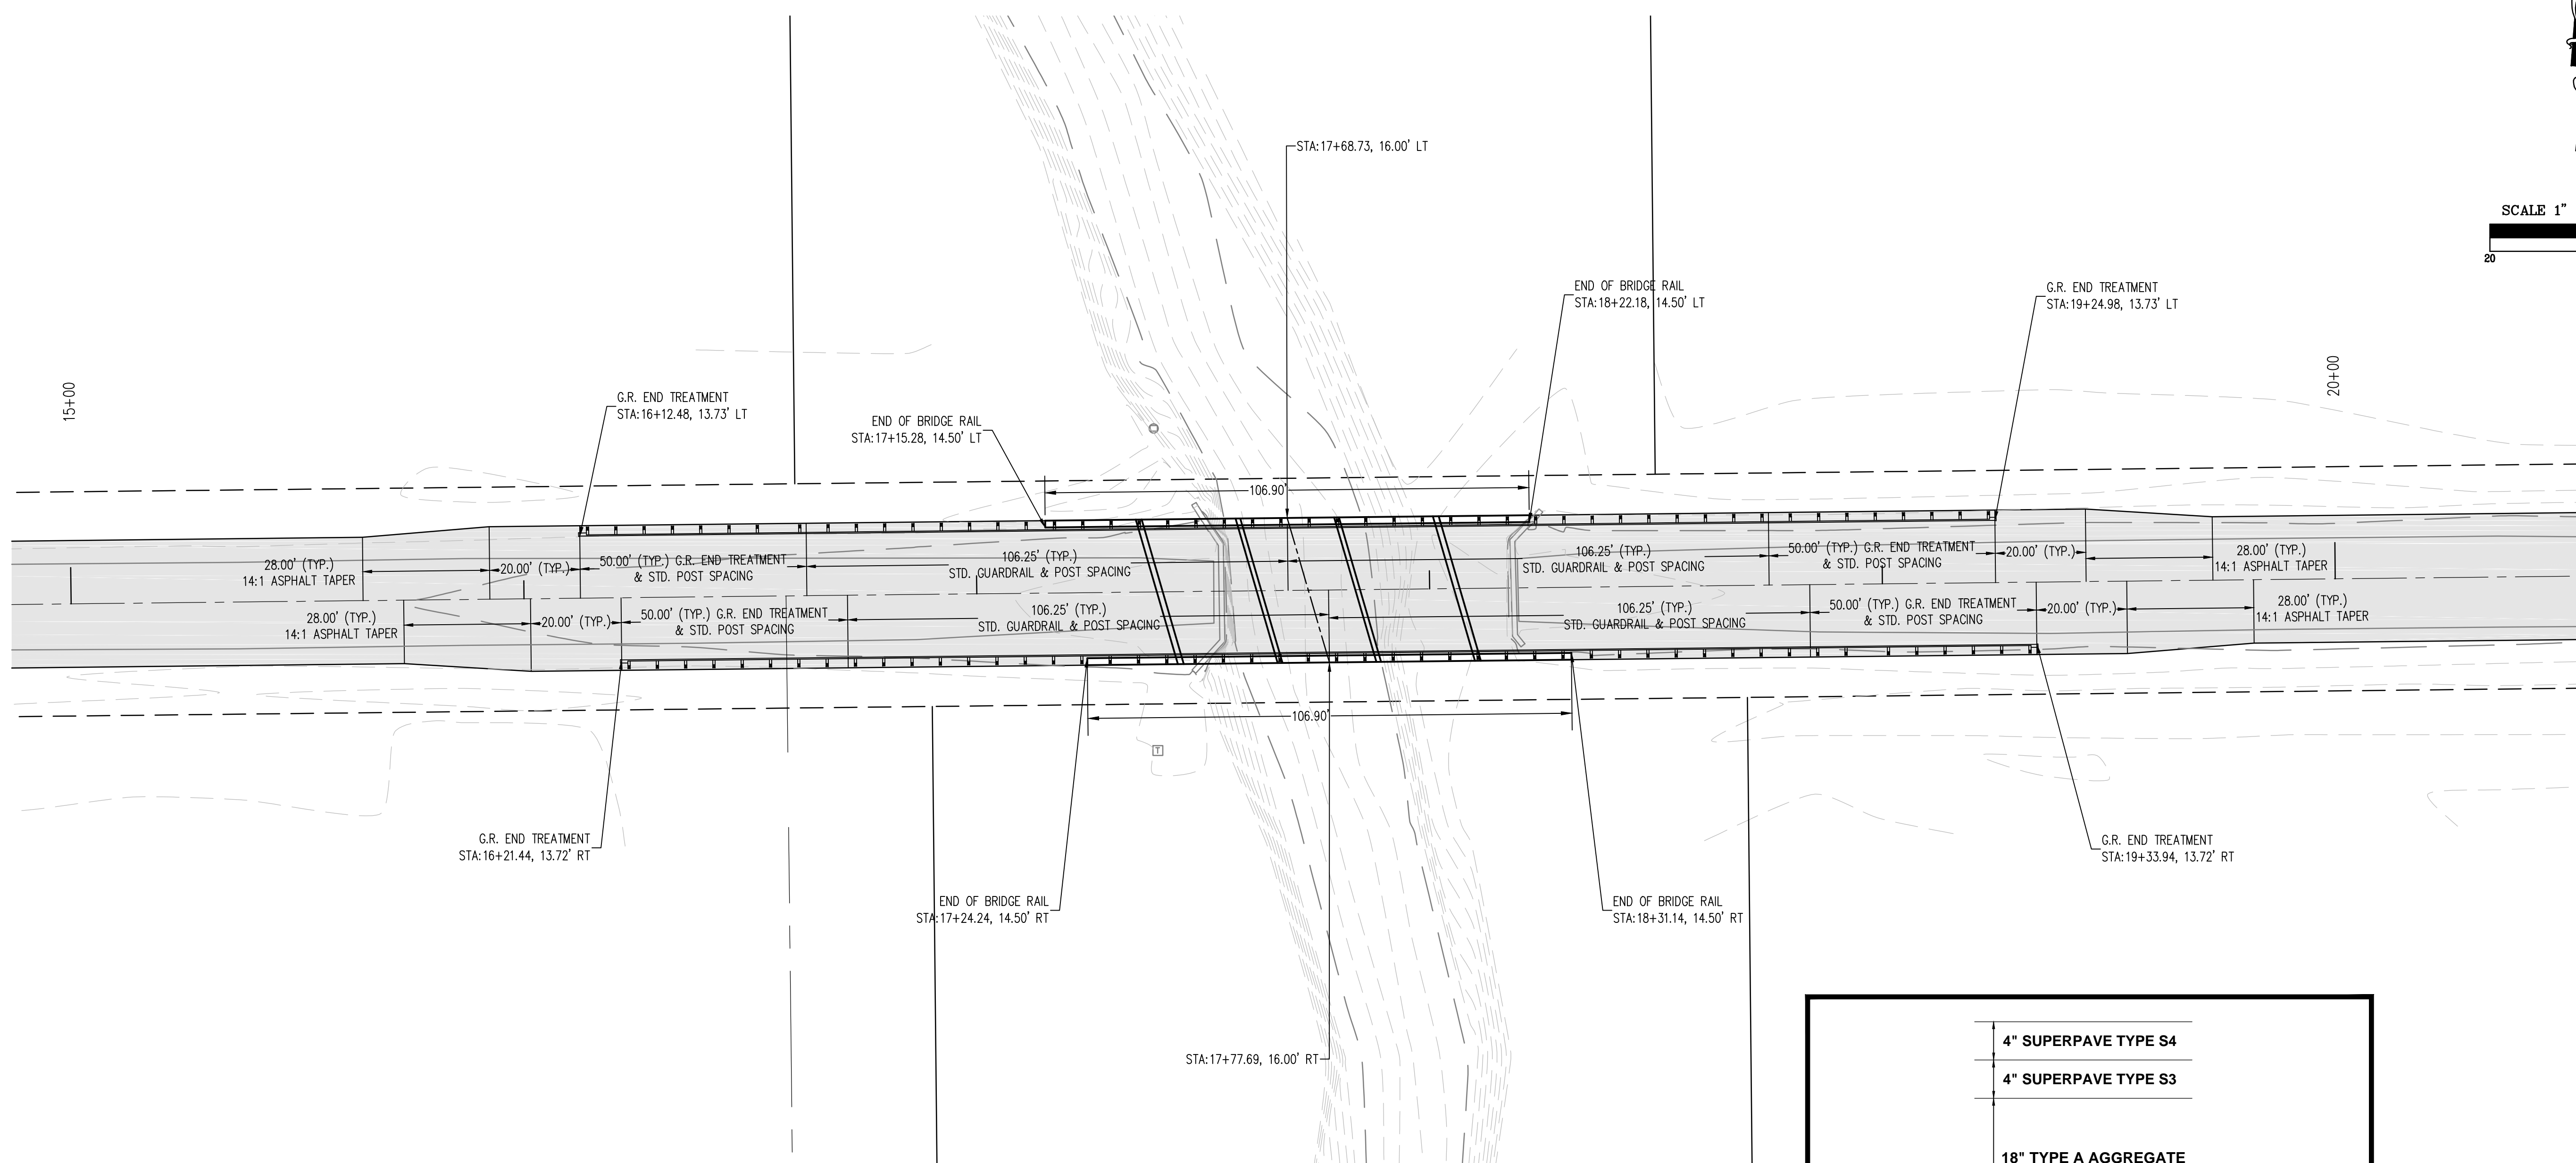 STA:17+68.73, 16.00' LT
SCALE 1"
20
END OF BRIDGE RAIL
STA:18+22.18, 14.50' LT
G.R. END TREATMENT
STA:19+24.98, 13.73' LT
15+00
20+00
G.R. END TREATMENT
STA:16+12.48, 13.73' LT
END OF BRIDGE RAIL
STA:17+15.28, 14.50' LT
106.90'
28.00' (TYP.)
14:1 ASPHALT TAPER
20.00' (TYP.)
50.00' (TYP.) G.R. END TREATMENT
& STD. POST SPACING
106.25' (TYP.)
STD. GUARDRAIL & POST SPACING
106.25' (TYP.)
STD. GUARDRAIL & POST SPACING
50.00' (TYP.) G.R. END TREATMENT
& STD. POST SPACING
20.00' (TYP.)
28.00' (TYP.)
14:1 ASPHALT TAPER
28.00' (TYP.)
14:1 ASPHALT TAPER
20.00' (TYP.)
50.00' (TYP.) G.R. END TREATMENT
& STD. POST SPACING
106.25' (TYP.)
STD. GUARDRAIL & POST SPACING
106.25' (TYP.)
STD. GUARDRAIL & POST SPACING
50.00' (TYP.) G.R. END TREATMENT
& STD. POST SPACING
20.00' (TYP.)
28.00' (TYP.)
14:1 ASPHALT TAPER
106.90'
T
G.R. END TREATMENT
STA:16+21.44, 13.72' RT
G.R. END TREATMENT
STA:19+33.94, 13.72' RT
END OF BRIDGE RAIL
STA:17+24.24, 14.50' RT
END OF BRIDGE RAIL
STA:18+31.14, 14.50' RT
STA:17+77.69, 16.00' RT
4" SUPERPAVE TYPE S4
4" SUPERPAVE TYPE S3
18" TYPE A AGGREGATE